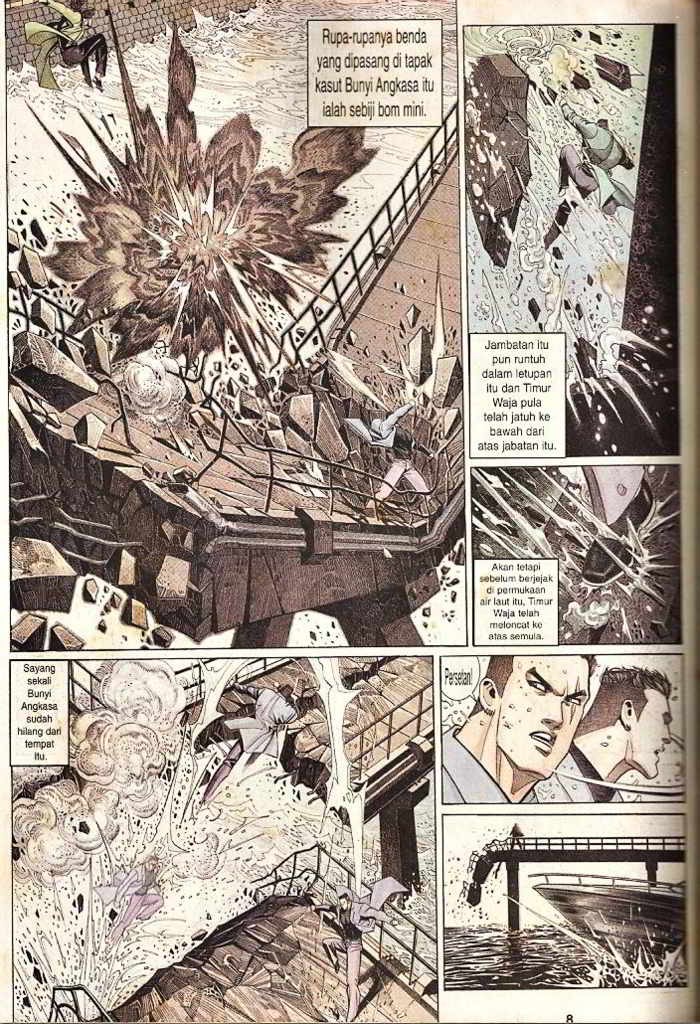 Rupa-rupanya benda
yang dipasang di tapak
kasut Bunyi Angkasa itu
ialah sebiji bom mini.
Jambatan itu
pun runtuh
dalam letupan
itu dan Timur
Waja pula
telah jatuh ke
bawah dari
atas jabatan itu.
Akan tetapi
sebelum berjejak
di permukaan
air laut itu, Timur
Waja telah
meloncat ke
atas semula.
Sayang
sekali
Bunyi
Angkasa
sudah
hilang dari
tempat
itu.
Persetan!
8